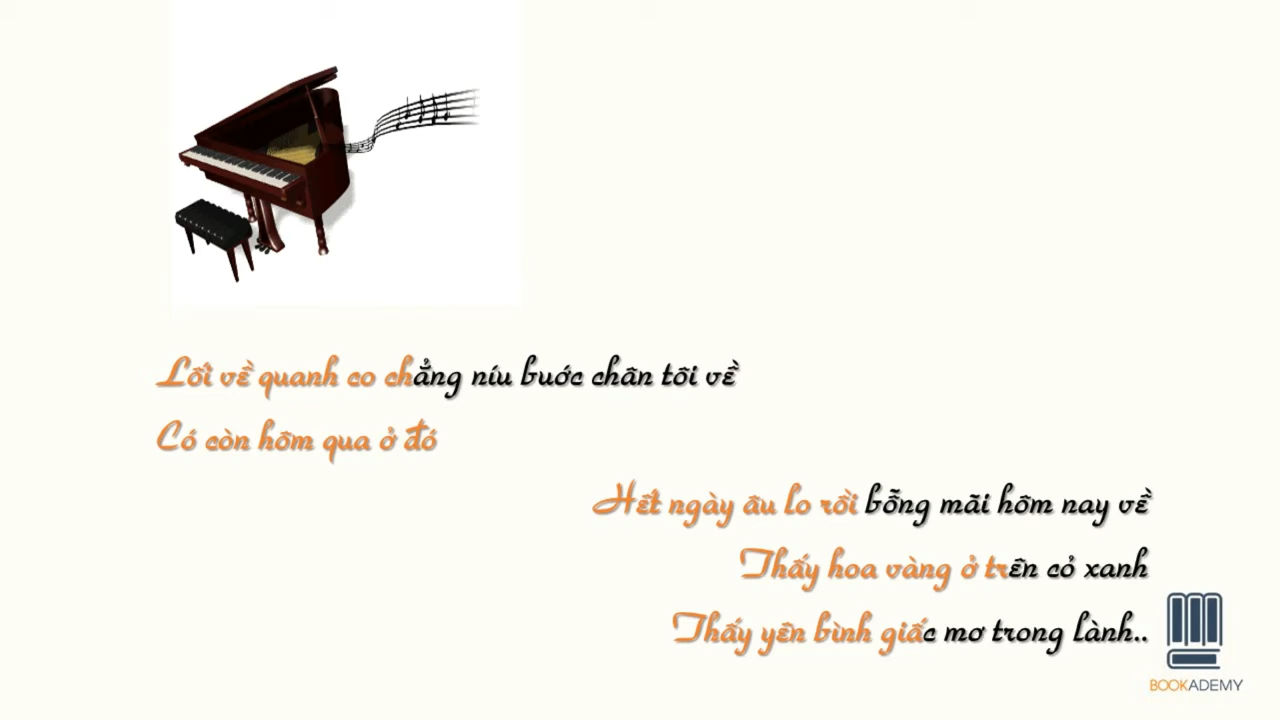 Lối về quanh co chẳng níu buớc chân tôi về
Có còn hôm qua ở đó
Hết ngày âu lo rồi bỗng mãi hôm nay về
Thấy hoa vàng ở trên cỏ xanh
Thấy yên bình giấc mơ trong lành..
BOOKADEMY